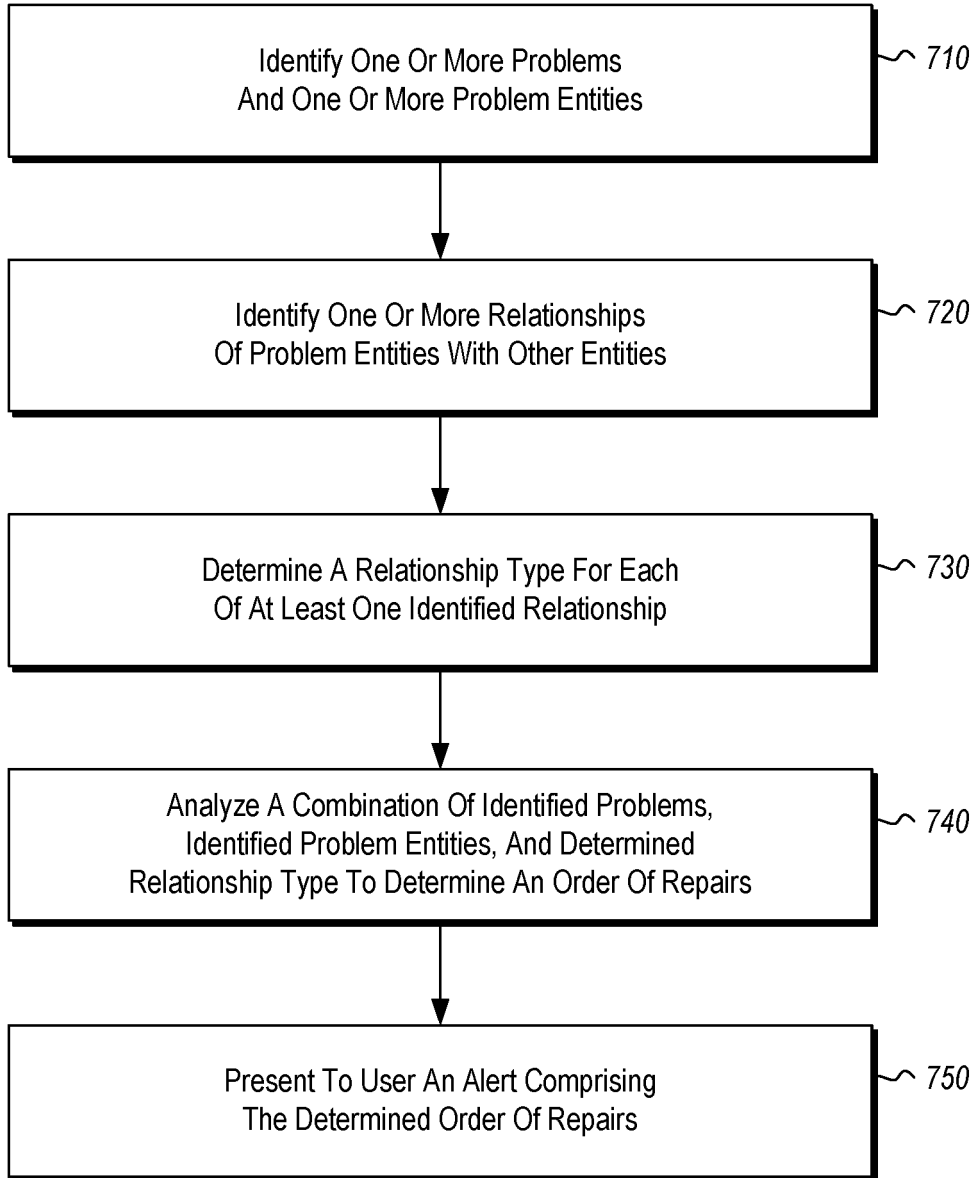 Identify One Or More Problems
And One Or More Problem Entities
710
Identify One Or More Relationships
Of Problem Entities With Other Entities
720
Determine A Relationship Type For Each
Of At Least One Identified Relationship
730
Analyze A Combination Of Identified Problems,
Identified Problem Entities, And Determined
Relationship Type To Determine An Order Of Repairs
740
Present To User An Alert Comprising
The Determined Order Of Repairs
750